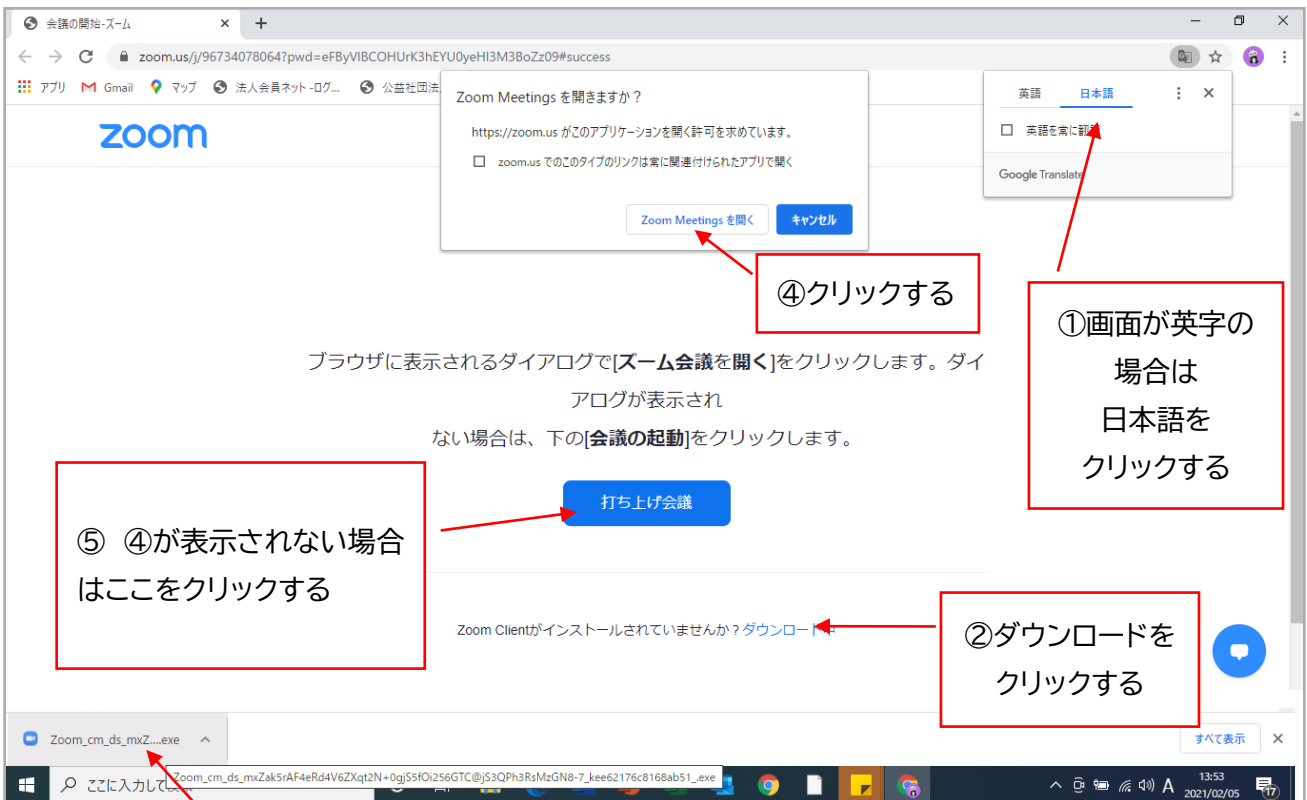 会議の開始-ズーム
zoom.us/j/96734078064?pwd=eFByVlBCOHUrK3hEYU0yeHI3M3BoZz09#success
アプリ Gmail マップ 法人会員ネット-ログ... 公益社団法
Zoom Meetings を開きますか？
https://zoom.us がこのアプリケーションを開く許可を求めています。
zoom.us でのこのタイプのリンクは常に関連付けられたアプリで開く
Zoom Meetings を開く キャンセル
英語 日本語
英語を常に翻訳
Google Translate
zoom
④クリックする
①画面が英字の
場合は
日本語を
クリックする
ブラウザに表示されるダイアログで[ズーム会議を開く]をクリックします。ダイ
アログが表示され
ない場合は、下の[会議の起動]をクリックします。
打ち上げ会議
⑤ ④が表示されない場合
はここをクリックする
Zoom Clientがインストールされていませんか？ダウンロード中
②ダウンロードを
クリックする
Zoom_cm_ds_mxZ....exe
すべて表示
ここに入力して
Zoom_cm_ds_mxZak5rAF4eRd4V6ZXqt2N+0gjS5fOi256GTC@jS3QPh3RsMzGN8-7_kee62176c8168ab51_.exe
A
13:53
2021/02/05
17